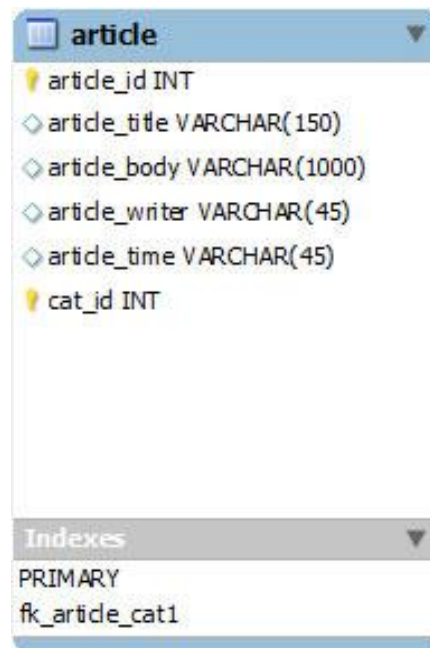 article
article_id INT
article_title VARCHAR(150)
article_body VARCHAR(1000)
article_writer VARCHAR(45)
article_time VARCHAR(45)
cat_id INT
Indexes
PRIMARY
fk_article_cat1